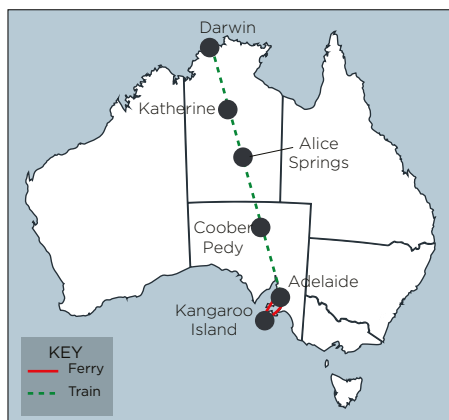 Darwin
Katherine
Alice
Springs
Coober
Pedy
Adelaide
Kangaroo
Island
KEY
Ferry
Train